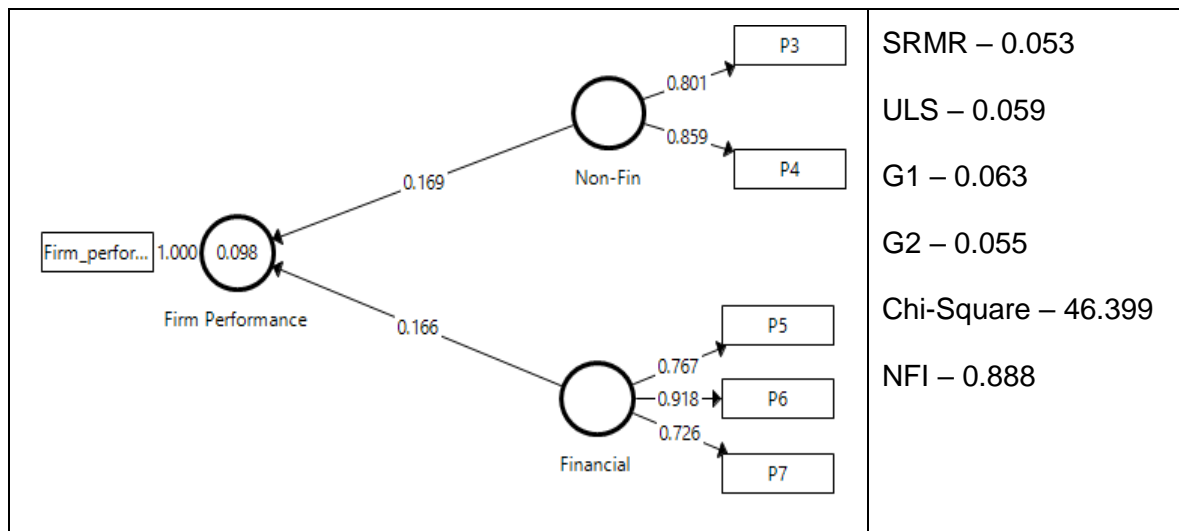 P3
0.801
0.859
Non-Fin
P4
0.169
Firm_perfor...
1.000
0.098
Firm Performance
0.166
P5
0.767
0.918
P6
0.726
Financial
P7
SRMR – 0.053
ULS – 0.059
G1 – 0.063
G2 – 0.055
Chi-Square – 46.399
NFI – 0.888